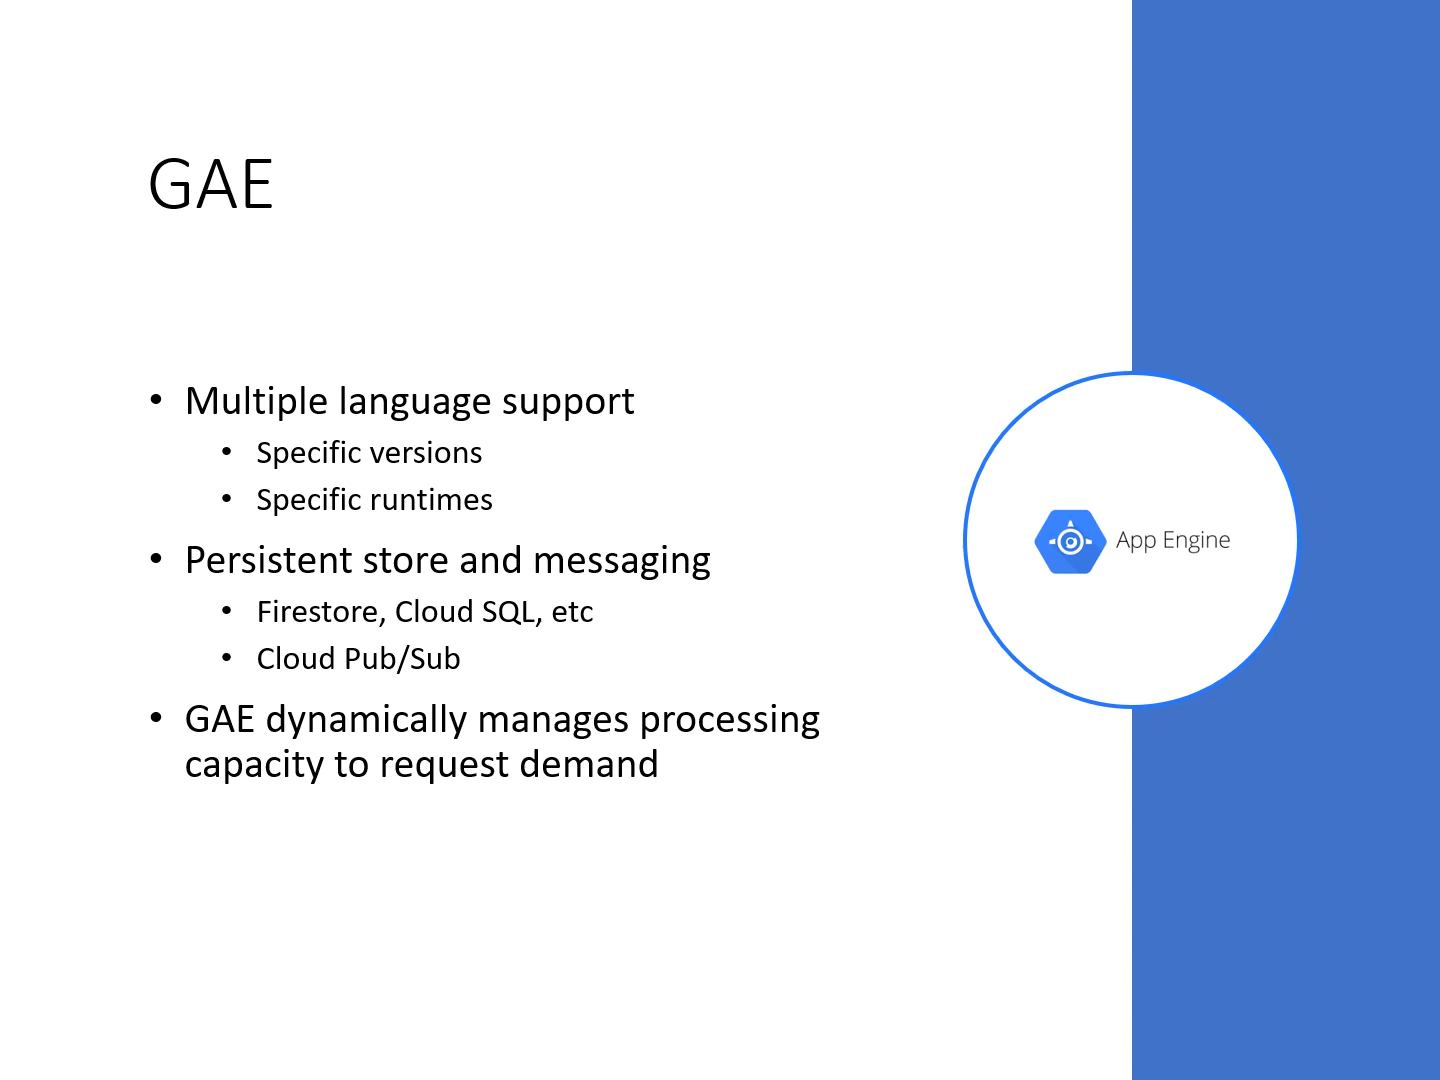 GAE
• Multiple language support
• Specific versions
• Specific runtimes
• Persistent store and messaging
• Firestore, Cloud SQL, etc
• Cloud Pub/Sub
• GAE dynamically manages processing
capacity to request demand
App Engine